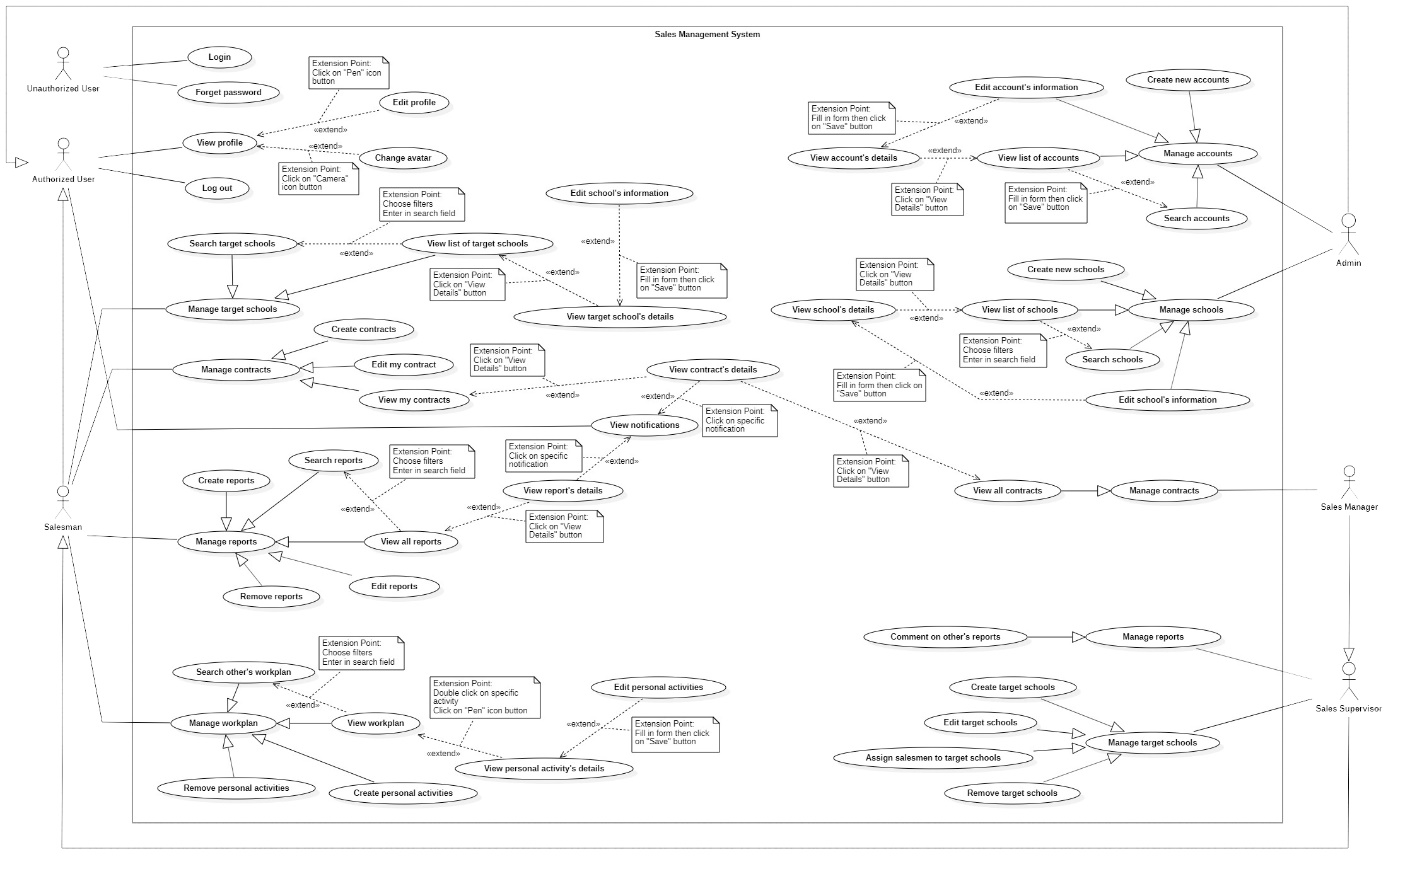 Sales Management System
Unauthorized User
Login
Forget password
Extension Point:
Click on "Pen" icon
button
Edit profile
«extend»
View profile
«extend»
Change avatar
Extension Point:
Click on "Camera"
icon button
Authorized User
Log out
Extension Point:
Choose filters
Enter in search field
Edit school's information
Search target schools
«extend»
View list of target schools
«extend»
Extension Point:
Click on "View
Details" button
«extend»
Extension Point:
Fill in form then click
on "Save" button
Manage target schools
View target school's details
Create contracts
Manage contracts
Edit my contract
View my contracts
Extension Point:
Click on "View
Details" button
«extend»
View contract's details
«extend»
Extension Point:
Click on specific
notification
View notifications
Extension Point:
Click on specific
notification
«extend»
Search reports
Extension Point:
Choose filters
Enter in search field
Create reports
View report's details
«extend»
«extend»
Extension Point:
Click on "View
Details" button
Salesman
Manage reports
View all reports
Remove reports
Edit reports
Extension Point:
Choose filters
Enter in search field
Search other's workplan
«extend»
Manage workplan
View workplan
Extension Point:
Double click on specific
activity
Click on "Pen" icon button
«extend»
Edit personal activities
«extend»
Extension Point:
Fill in form then click
on "Save" button
View personal activity's details
Remove personal activities
Create personal activities
Edit account's information
Create new accounts
Extension Point:
Fill in form then click
on "Save" button
«extend»
View account's details
«extend»
View list of accounts
Manage accounts
Extension Point:
Click on "View
Details" button
Extension Point:
Fill in form then click
on "Save" button
«extend»
Search accounts
Admin
Extension Point:
Click on "View
Details" button
Create new schools
View school's details
«extend»
View list of schools
Manage schools
Extension Point:
Choose filters
Enter in search field
«extend»
Search schools
Extension Point:
Fill in form then click on
"Save" button
«extend»
Edit school's information
«extend»
Extension Point:
Click on "View
Details" button
View all contracts
Manage contracts
Sales Manager
Comment on other's reports
Manage reports
Create target schools
Edit target schools
Assign salesmen to target schools
Remove target schools
Manage target schools
Sales Supervisor